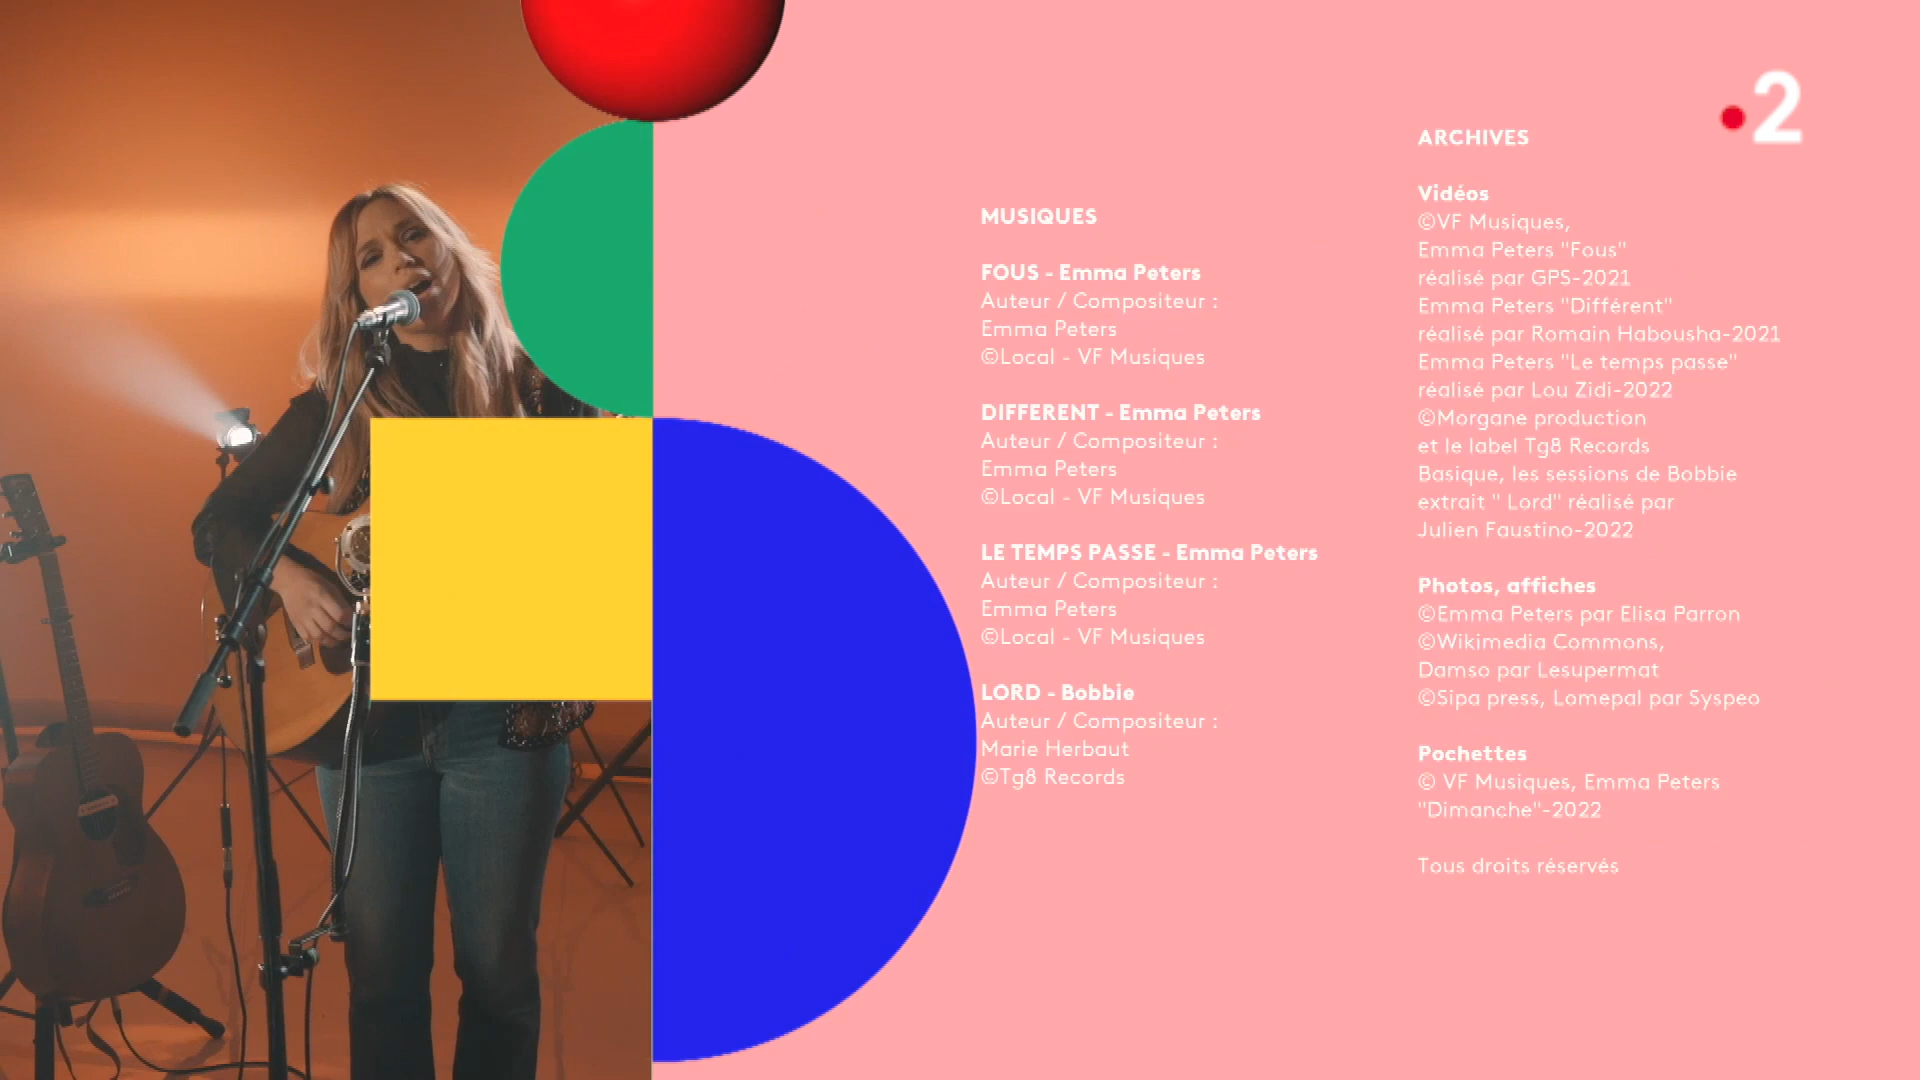 2
MUSIQUES
FOUS - Emma Peters
Auteur / Compositeur :
Emma Peters
©Local - VF Musiques
DIFFERENT - Emma Peters
Auteur / Compositeur :
Emma Peters
©Local - VF Musiques
LE TEMPS PASSE - Emma Peters
Auteur / Compositeur :
Emma Peters
©Local - VF Musiques
LORD - Bobbie
Auteur / Compositeur :
Marie Herbaut
©Tg8 Records
ARCHIVES
Vidéos
©VF Musiques,
Emma Peters "Fous"
réalisé par GPS-2021
Emma Peters "Différent"
réalisé par Romain Habousha-2021
Emma Peters "Le temps passe"
réalisé par Lou Zidi-2022
©Morgane production
et le label Tg8 Records
Basique, les sessions de Bobbie
extrait " Lord" réalisé par
Julien Faustino-2022
Photos, affiches
©Emma Peters par Elisa Parron
©Wikimedia Commons,
Damso par Lesupermat
©Sipa press, Lomepal par Syspeo
Pochettes
© VF Musiques, Emma Peters
"Dimanche"-2022
Tous droits réservés